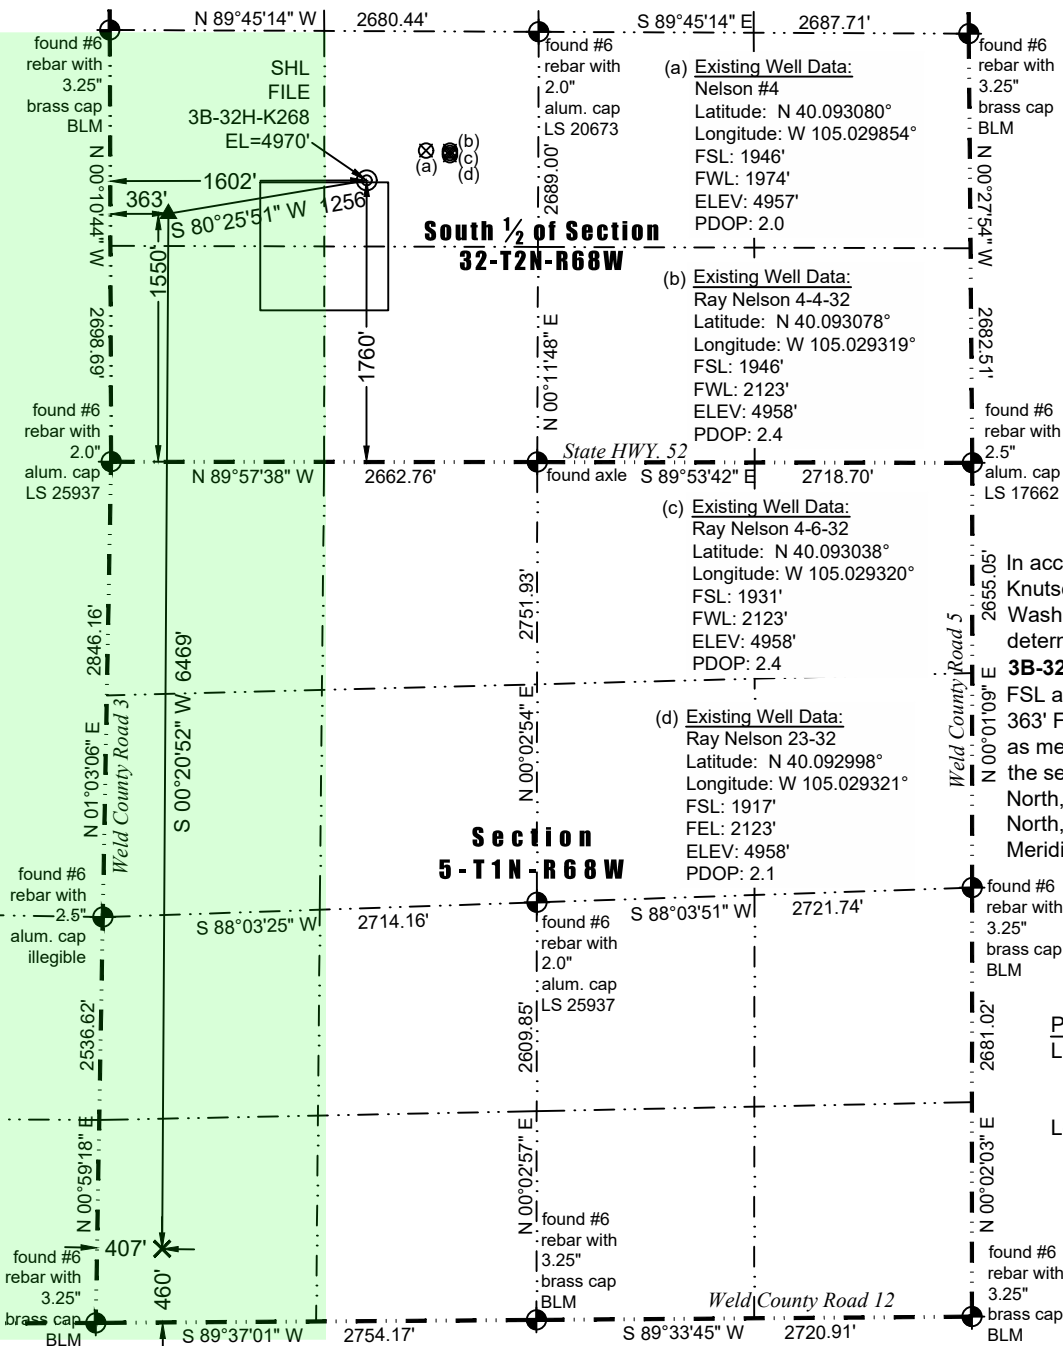 N 89°45'14" W 2680.44'
S 89°45'14" E 2687.71'
found #6
rebar with
3.25"
brass cap
BLM
SHL
FILE
3B-32H-K268
EL=4970'
found #6
rebar with
2.0"
alum. cap
LS 20673
(a) Existing Well Data:
Nelson #4
Latitude: N 40.093080°
Longitude: W 105.029854°
FSL: 1946'
FWL: 1974'
ELEV: 4957'
PDOP: 2.0
found #6
rebar with
3.25"
brass cap
BLM
(a)
(b)
(c)
(d)
N 00°10'44" W
2698.69'
1602'
363'
S 80°25'51" W 1256'
1550'
1760'
2689.00'
N 00°11'48" E
South ½ of Section
32-T2N-R68W
N 00°27'54" W
2682.51'
(b) Existing Well Data:
Ray Nelson 4-4-32
Latitude: N 40.093078°
Longitude: W 105.029319°
FSL: 1946'
FWL: 2123'
ELEV: 4958'
PDOP: 2.4
found #6
rebar with
2.0"
alum. cap
LS 25937
found #6
rebar with
2.5"
alum. cap
LS 17662
State HWY. 52
N 89°57'38" W 2662.76'
found axle
S 89°53'42" E 2718.70'
(c) Existing Well Data:
Ray Nelson 4-6-32
Latitude: N 40.093038°
Longitude: W 105.029320°
FSL: 1931'
FWL: 2123'
ELEV: 4958'
PDOP: 2.4
2846.16'
N 01°03'06" E
Weld County Road 3
S 00°20'52" W 6469'
2751.93'
N 00°02'54" E
2655.05'
Weld County Road 5
N 00°01'09" E
In acc
Knuts
Wash
deter
3B-32
FSL a
363' F
as me
the se
North,
North,
Merid
(d) Existing Well Data:
Ray Nelson 23-32
Latitude: N 40.092998°
Longitude: W 105.029321°
FSL: 1917'
FEL: 2123'
ELEV: 4958'
PDOP: 2.1
Section
5-T1N-R68W
found #6
rebar with
2.5"
alum. cap
illegible
S 88°03'25" W 2714.16'
found #6
rebar with
2.0"
alum. cap
LS 25937
S 88°03'51" W 2721.74'
found #6
rebar with
3.25"
brass cap
BLM
2536.62'
N 00°59'18" E
2609.85'
N 00°02'57" E
2681.02'
N 00°02'03" E
P
L
L
407'
460'
found #6
rebar with
3.25"
brass cap
BLM
found #6
rebar with
3.25"
brass cap
BLM
Weld County Road 12
found #6
rebar with
3.25"
brass cap
BLM
S 89°37'01" W 2754.17'
S 89°33'45" W 2720.91'